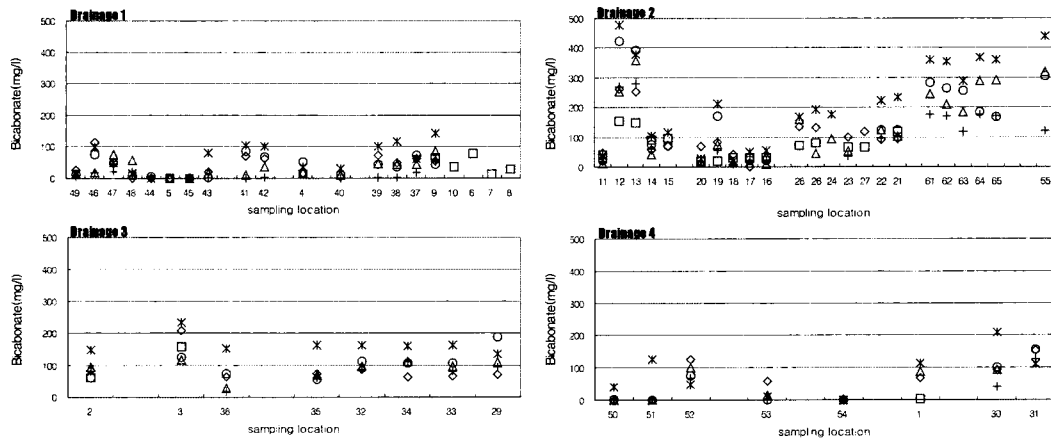 Drainage 1
Bicabonate(mg/l)
500
400
300
200
100
0
49 46 47 48 44 5 45 43 41 42 4 40 39 38 37 9 10 6 7 8
sampling location
Drainage 2
Bicabonate(mg/l)
500
400
300
200
100
0
11 12 13 14 15 20 19 18 17 16 28 26 24 23 27 22 21 61 62 63 64 65 55
sampling location
Drainage 3
Bicabonate(mg/l)
500
400
300
200
100
0
2 3 36 35 32 34 33 29
sampling location
Drainage 4
Bicabonate(mg/l)
500
400
300
200
100
0
50 51 52 53 54 1 30 31
sampling location